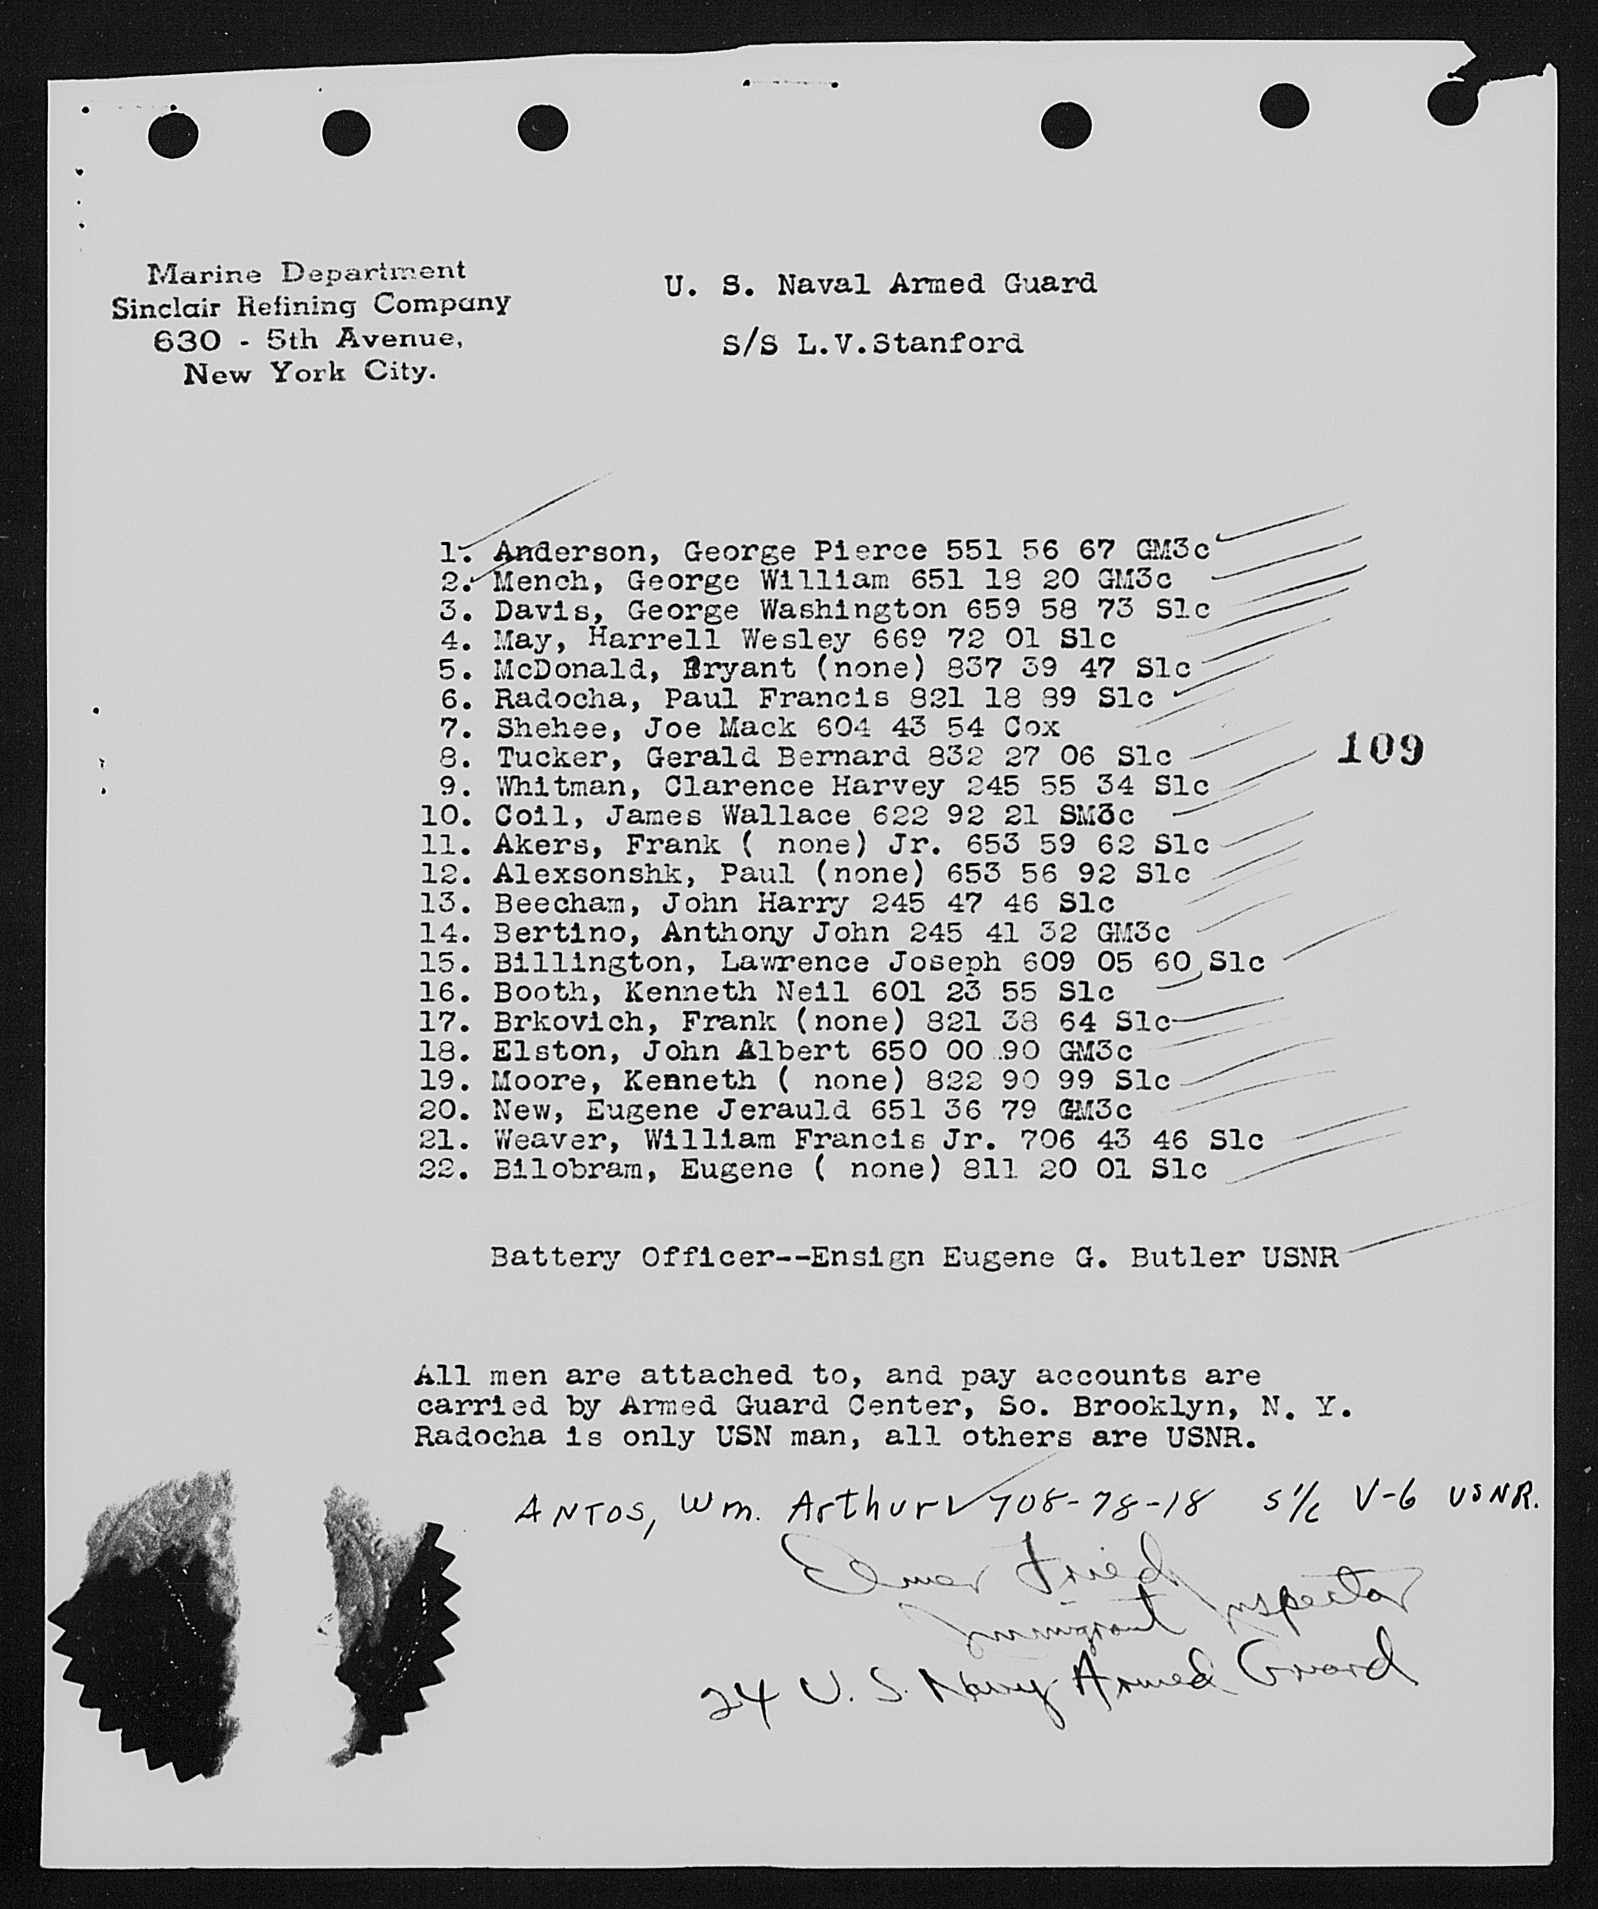 Marine Department
Sinclair Refining Company
630 - 5th Avenue,
New York City.
U. S. Naval Armed Guard
S/S L.V.Stanford
1. Anderson, George Pierce 551 56 67 GM3c
2. Mench, George William 651 18 20 GM3c
3. Davis, George Washington 659 58 73 S1c
4. May, Harrell Wesley 669 72 01 S1c
5. McDonald, Bryant (none) 837 39 47 S1c
6. Radocha, Paul Francis 821 18 89 S1c
7. Shehee, Joe Mack 604 43 54 Cox
8. Tucker, Gerald Bernard 832 27 06 S1c
109
9. Whitman, Clarence Harvey 245 55 34 S1c
10. Coil, James Wallace 622 92 21 SM3c
11. Akers, Frank ( none) Jr. 653 59 62 S1c
12. Alexsonshk, Paul (none) 653 56 92 S1c
13. Beecham, John Harry 245 47 46 S1c
14. Bertino, Anthony John 245 41 32 GM3c
15. Billington, Lawrence Joseph 609 05 60 S1c
16. Booth, Kenneth Neil 601 23 55 S1c
17. Brkovich, Frank (none) 821 38 64 S1c
18. Elston, John Albert 650 00 90 GM3c
19. Moore, Kenneth ( none) 822 90 99 S1c
20. New, Eugene Jerauld 651 36 79 GM3c
21. Weaver, William Francis Jr. 706 43 46 S1c
22. Bilobram, Eugene ( none) 811 20 01 S1c
Battery Officer--Ensign Eugene G. Butler USNR
All men are attached to, and pay accounts are
carried by Armed Guard Center, So. Brooklyn, N. Y.
Radocha is only USN man, all others are USNR.
ANTOS, Wm. Arthur 708-78-18 S1/c V-6 USNR.
Elmer Fried
Immigrant Inspector
24 U. S. Navy Armed Guard